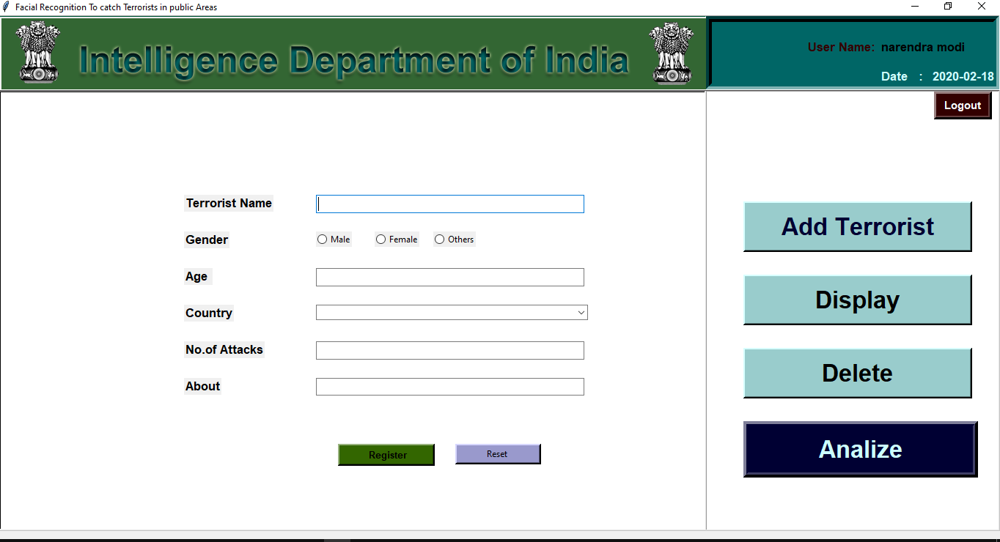 Facial Recognition To catch Terrorists in public Areas
Intelligence Department of India
User Name: narendra modi
Date : 2020-02-18
Logout
Terrorist Name
Gender
Male
Female
Others
Age
Country
No.of Attacks
About
Register
Reset
Add Terrorist
Display
Delete
Analize